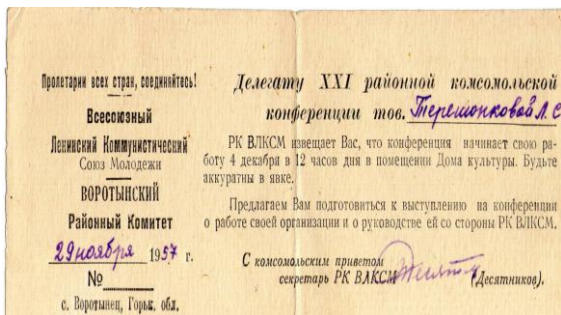 Пролетарии всех стран, соединяйтесь!
Всесоюзный
Ленинский Коммунистический
Союз Молодежи
ВОРОТЫНСКИЙ
Районный Комитет
29 ноября 1957 г.
№
с. Воротынец, Горьк. обл.
Делегату XXI районной комсомольской
конференции тов. Терешонковой Л. С
РК ВЛКСМ извещает Вас, что конференция начинает свою ра-
боту 4 декабря в 12 часов дня в помещении Дома культуры. Будьте
аккуратны в явке.
Предлагаем Вам подготовиться к выступлению на конференции
о работе своей организации и о руководстве ей со стороны РК ВЛКСМ.
С комсомольским приветом
секретарь РК ВЛКСМ (Десятников).